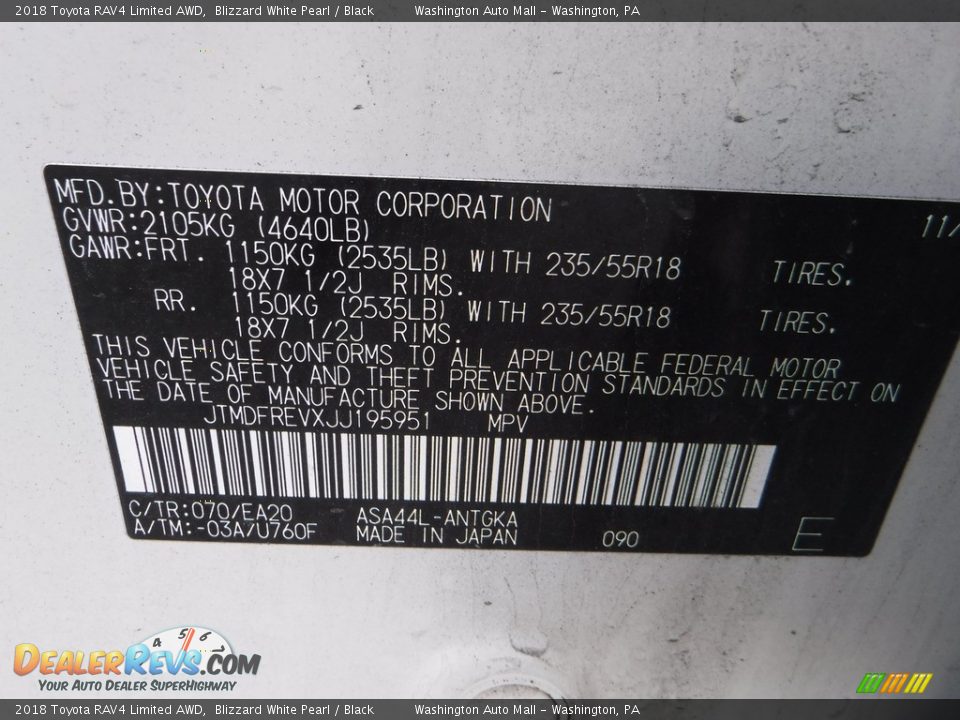 2018 Toyota RAV4 Limited AWD, Blizzard White Pearl / Black Washington Auto Mall - Washington, PA
MFD.BY:TOYOTA MOTOR CORPORATION 11/
GVWR:2105KG (4640LB)
GAWR:FRT. 1150KG (2535LB) WITH 235/55R18 TIRES.
18X7 1/2J RIMS.
RR. 1150KG (2535LB) WITH 235/55R18 TIRES.
18X7 1/2J RIMS.
THIS VEHICLE CONFORMS TO ALL APPLICABLE FEDERAL MOTOR
VEHICLE SAFETY AND THEFT PREVENTION STANDARDS IN EFFECT ON
THE DATE OF MANUFACTURE SHOWN ABOVE.
JTMDFREVXJJ195951 MPV
C/TR:070/EA20 ASA44L-ANTGKA
A/TM:-03A/U760F MADE IN JAPAN 090 E
4 5 6 7
DEALERREVS.COM
YOUR AUTO DEALER SUPERHIGHWAY
2018 Toyota RAV4 Limited AWD, Blizzard White Pearl / Black Washington Auto Mall - Washington, PA